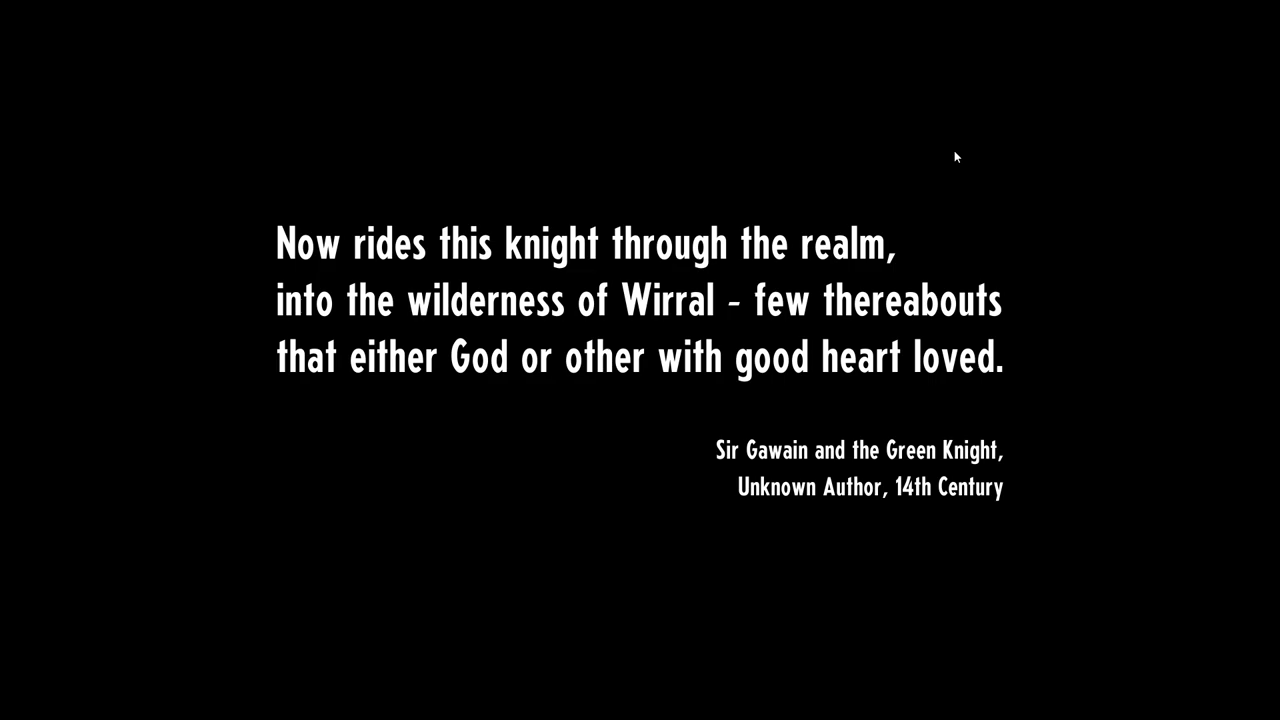 Now rides this knight through the realm,
into the wilderness of Wirral - few thereabouts
that either God or other with good heart loved.
Sir Gawain and the Green Knight,
Unknown Author, 14th Century